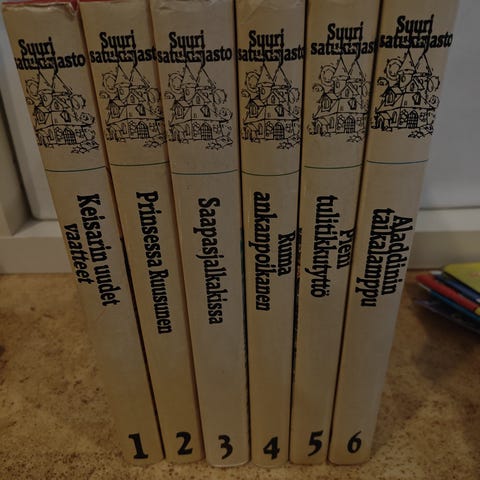 Suuri
satukirjasto
Keisarin uudet
vaatteet
1
Suuri
satukirjasto
Prinsessa Ruusunen
2
Suuri
satukirjasto
Saapasjalkakissa
3
Suuri
satukirjasto
Ruma
ankanpoikanen
4
Suuri
satukirjasto
Pieni
tulitikkutyttö
5
Suuri
satukirjasto
Aladdinin
taikalamppu
6